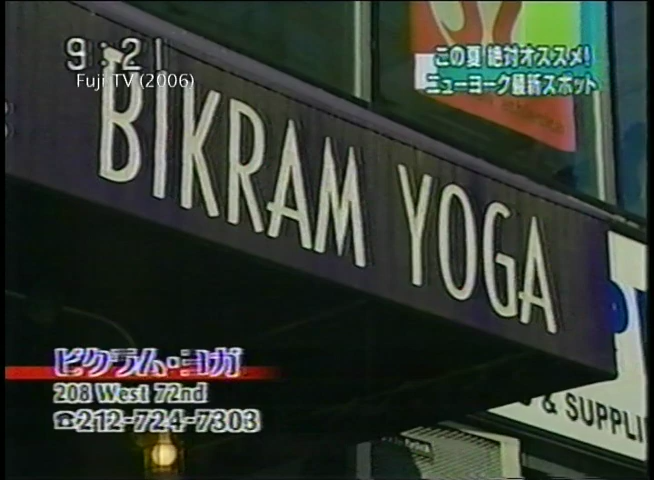 9:21
Fuji TV (2006)
この夏 絶対オススメ!
ニューヨーク最新スポット
BIKRAM YOGA
& SUPPLI
ビクラム・ヨガ
208 West 72nd
☎212-724-7303